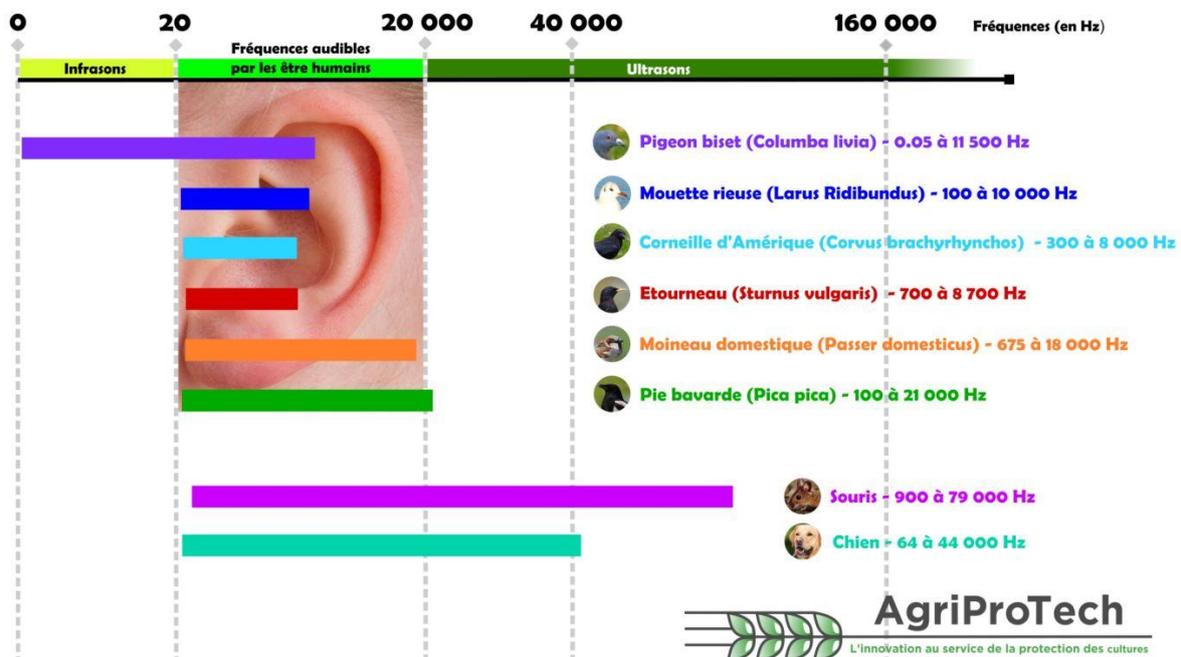 0 20 20 000 40 000 160 000 Fréquences (en Hz)
Fréquences audibles
Infrasons par les être humains Ultrasons
Pigeon biset (Columba livia) - 0.05 à 11 500 Hz
Mouette rieuse (Larus Ridibundus) - 100 à 10 000 Hz
Corneille d'Amérique (Corvus brachyrhynchos) - 300 à 8 000 Hz
Etourneau (Sturnus vulgaris) - 700 à 8 700 Hz
Moineau domestique (Passer domesticus) - 675 à 18 000 Hz
Pie bavarde (Pica pica) - 100 à 21 000 Hz
Souris - 900 à 79 000 Hz
Chien - 64 à 44 000 Hz
AgriProTech
L'innovation au service de la protection des cultures